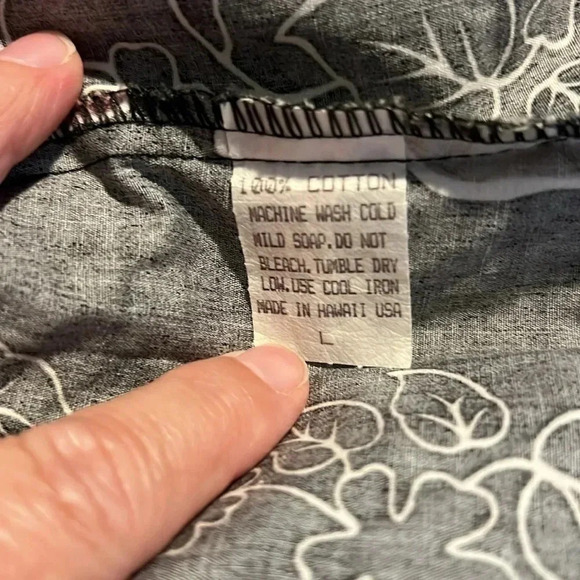 100% COTTON
MACHINE WASH COLD
MILD SOAP.DO NOT
BLEACH.TUMBLE DRY
LOW.USE COOL IRON
MADE IN HAWAII USA
L